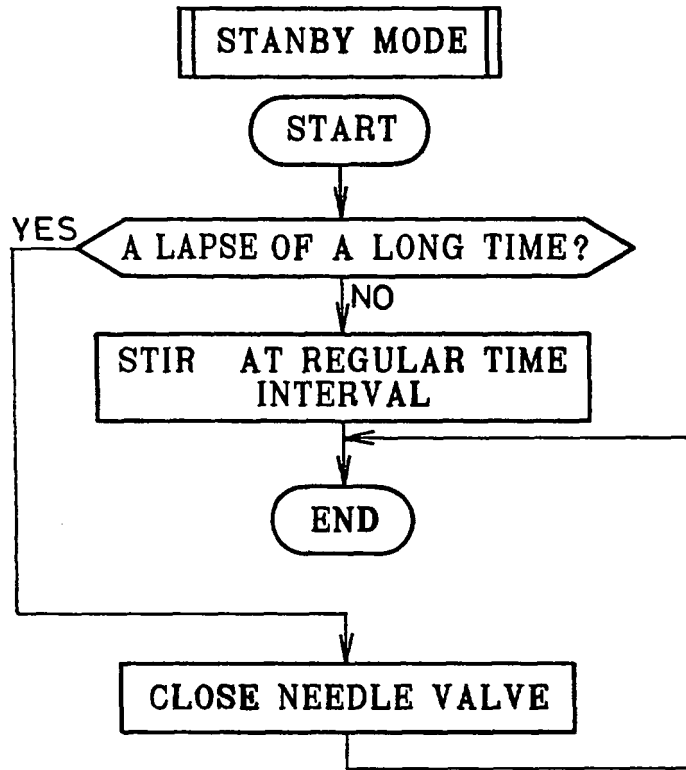 STANBY MODE
START
YES
A LAPSE OF A LONG TIME?
NO
STIR AT REGULAR TIME
INTERVAL
END
CLOSE NEEDLE VALVE